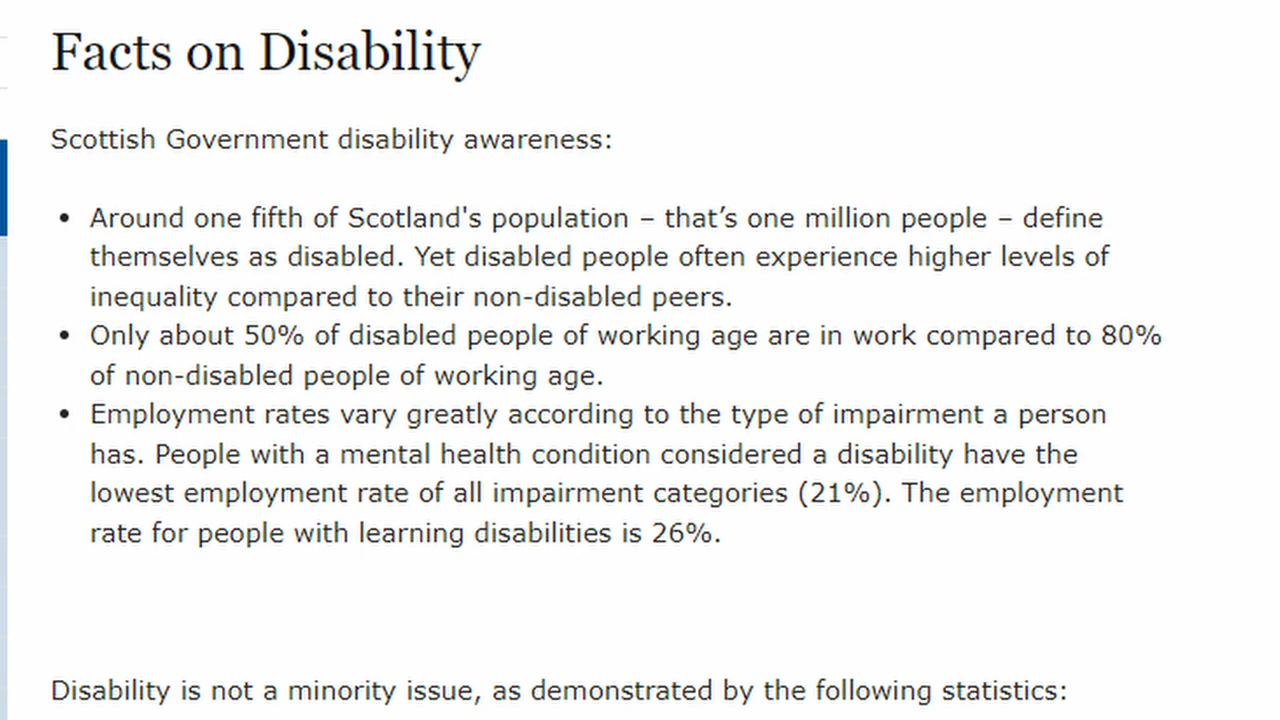 Facts on Disability
Scottish Government disability awareness:
• Around one fifth of Scotland's population – that’s one million people – define
themselves as disabled. Yet disabled people often experience higher levels of
inequality compared to their non-disabled peers.
• Only about 50% of disabled people of working age are in work compared to 80%
of non-disabled people of working age.
• Employment rates vary greatly according to the type of impairment a person
has. People with a mental health condition considered a disability have the
lowest employment rate of all impairment categories (21%). The employment
rate for people with learning disabilities is 26%.
Disability is not a minority issue, as demonstrated by the following statistics: